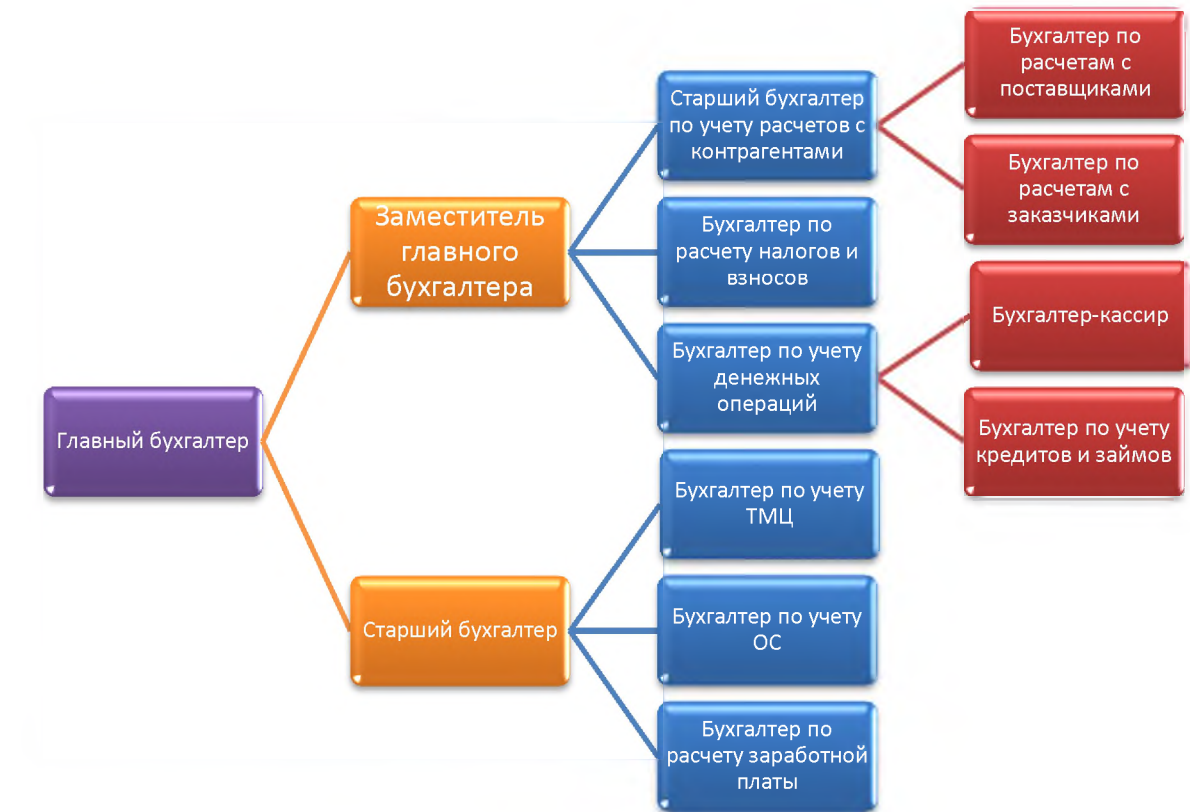 Главный бухгалтер
Заместитель
главного
бухгалтера
Старший бухгалтер
по учету расчетов с
контрагентами
Бухгалтер по
расчетам с
поставщиками
Бухгалтер по
расчетам с
заказчиками
Бухгалтер по
расчету налогов и
взносов
Бухгалтер по учету
денежных
операций
Бухгалтер-кассир
Бухгалтер по учету
кредитов и займов
Старший бухгалтер
Бухгалтер по учету
ТМЦ
Бухгалтер по учету
ОС
Бухгалтер по
расчету заработной
платы